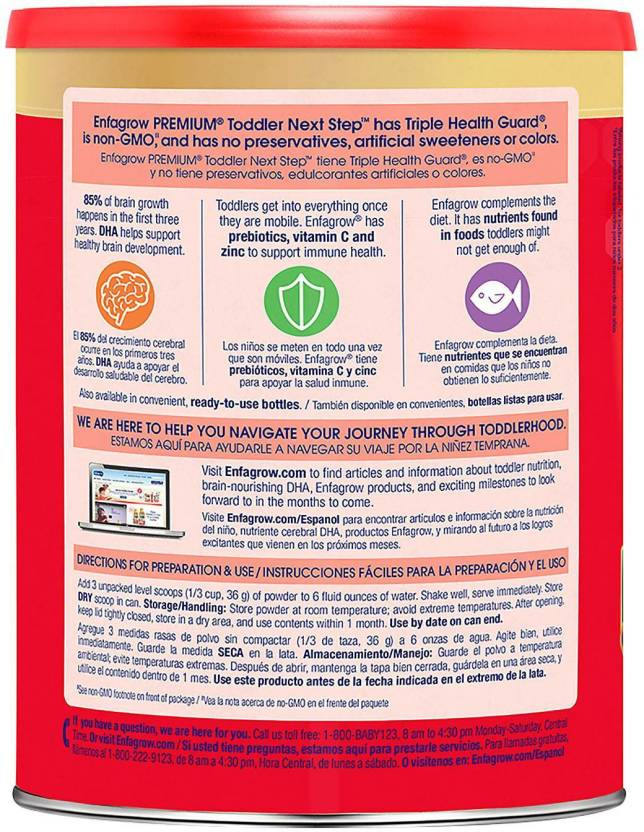 Enfagrow PREMIUM® Toddler Next Step™ has Triple Health Guard®,
is non-GMO,‖ and has no preservatives, artificial sweeteners or colors.
Enfagrow PREMIUM® Toddler Next Step™ tiene Triple Health Guard®, es no-GMO‖
y no tiene preservativos, edulcorantes artificiales o colores.
85% of brain growth
happens in the first three
years. DHA helps support
healthy brain development.
El 85% del crecimiento cerebral
ocurre en los primeros tres
años. DHA ayuda a apoyar el
desarrollo saludable del cerebro.
Toddlers get into everything once
they are mobile. Enfagrow® has
prebiotics, vitamin C and
zinc to support immune health.
Los niños se meten en todo una vez
que son móviles. Enfagrow® tiene
prebióticos, vitamina C y cinc
para apoyar la salud inmune.
Enfagrow complements the
diet. It has nutrients found
in foods toddlers might
not get enough of.
Enfagrow complementa la dieta.
Tiene nutrientes que se encuentran
en comidas que los niños no
obtienen lo suficientemente.
Also available in convenient, ready-to-use bottles. / También disponible en convenientes, botellas listas para usar.
WE ARE HERE TO HELP YOU NAVIGATE YOUR JOURNEY THROUGH TODDLERHOOD.
ESTAMOS AQUÍ PARA AYUDARLE A NAVEGAR SU VIAJE POR LA NIÑEZ TEMPRANA.
Visit Enfagrow.com to find articles and information about toddler nutrition,
brain-nourishing DHA, Enfagrow products, and exciting milestones to look
forward to in the months to come.
Visite Enfagrow.com/Espanol para encontrar artículos e información sobre la nutrición
del niño, nutriente cerebral DHA, productos Enfagrow, y mirando al futuro a los logros
excitantes que vienen en los próximos meses.
DIRECTIONS FOR PREPARATION & USE / INSTRUCCIONES FÁCILES PARA LA PREPARACIÓN Y EL USO
Add 3 unpacked level scoops (1/3 cup, 36 g) of powder to 6 fluid ounces of water. Shake well, serve immediately. Store
DRY scoop in can. Storage/Handling: Store powder at room temperature; avoid extreme temperatures. After opening,
keep lid tightly closed, store in a dry area, and use contents within 1 month. Use by date on can end.
Agregue 3 medidas rasas de polvo sin compactar (1/3 de taza, 36 g) a 6 onzas de agua. Agite bien, utilice
inmediatamente. Guarde la medida SECA en la lata. Almacenamiento/Manejo: Guarde el polvo a temperatura
ambiental; evite temperaturas extremas. Después de abrir, mantenga la tapa bien cerrada, guárdela en una área seca, y
utilice el contenido dentro de 1 mes. Use este producto antes de la fecha indicada en el extremo de la lata.
‖See non-GMO footnote on front of package / ‖Vea la nota acerca de no-GMO en el frente del paquete
If you have a question, we are here for you. Call us toll free: 1-800-BABY123, 8 am to 4:30 pm Monday-Saturday, Central
Time. Or visit Enfagrow.com / Si usted tiene preguntas, estamos aquí para prestarle servicios. Para llamadas gratuitas,
llámenos al 1-800-222-9123, de 8 am a 4:30 pm, Hora Central, de lunes a sábado. O visítenos en: Enfagrow.com/Espanol